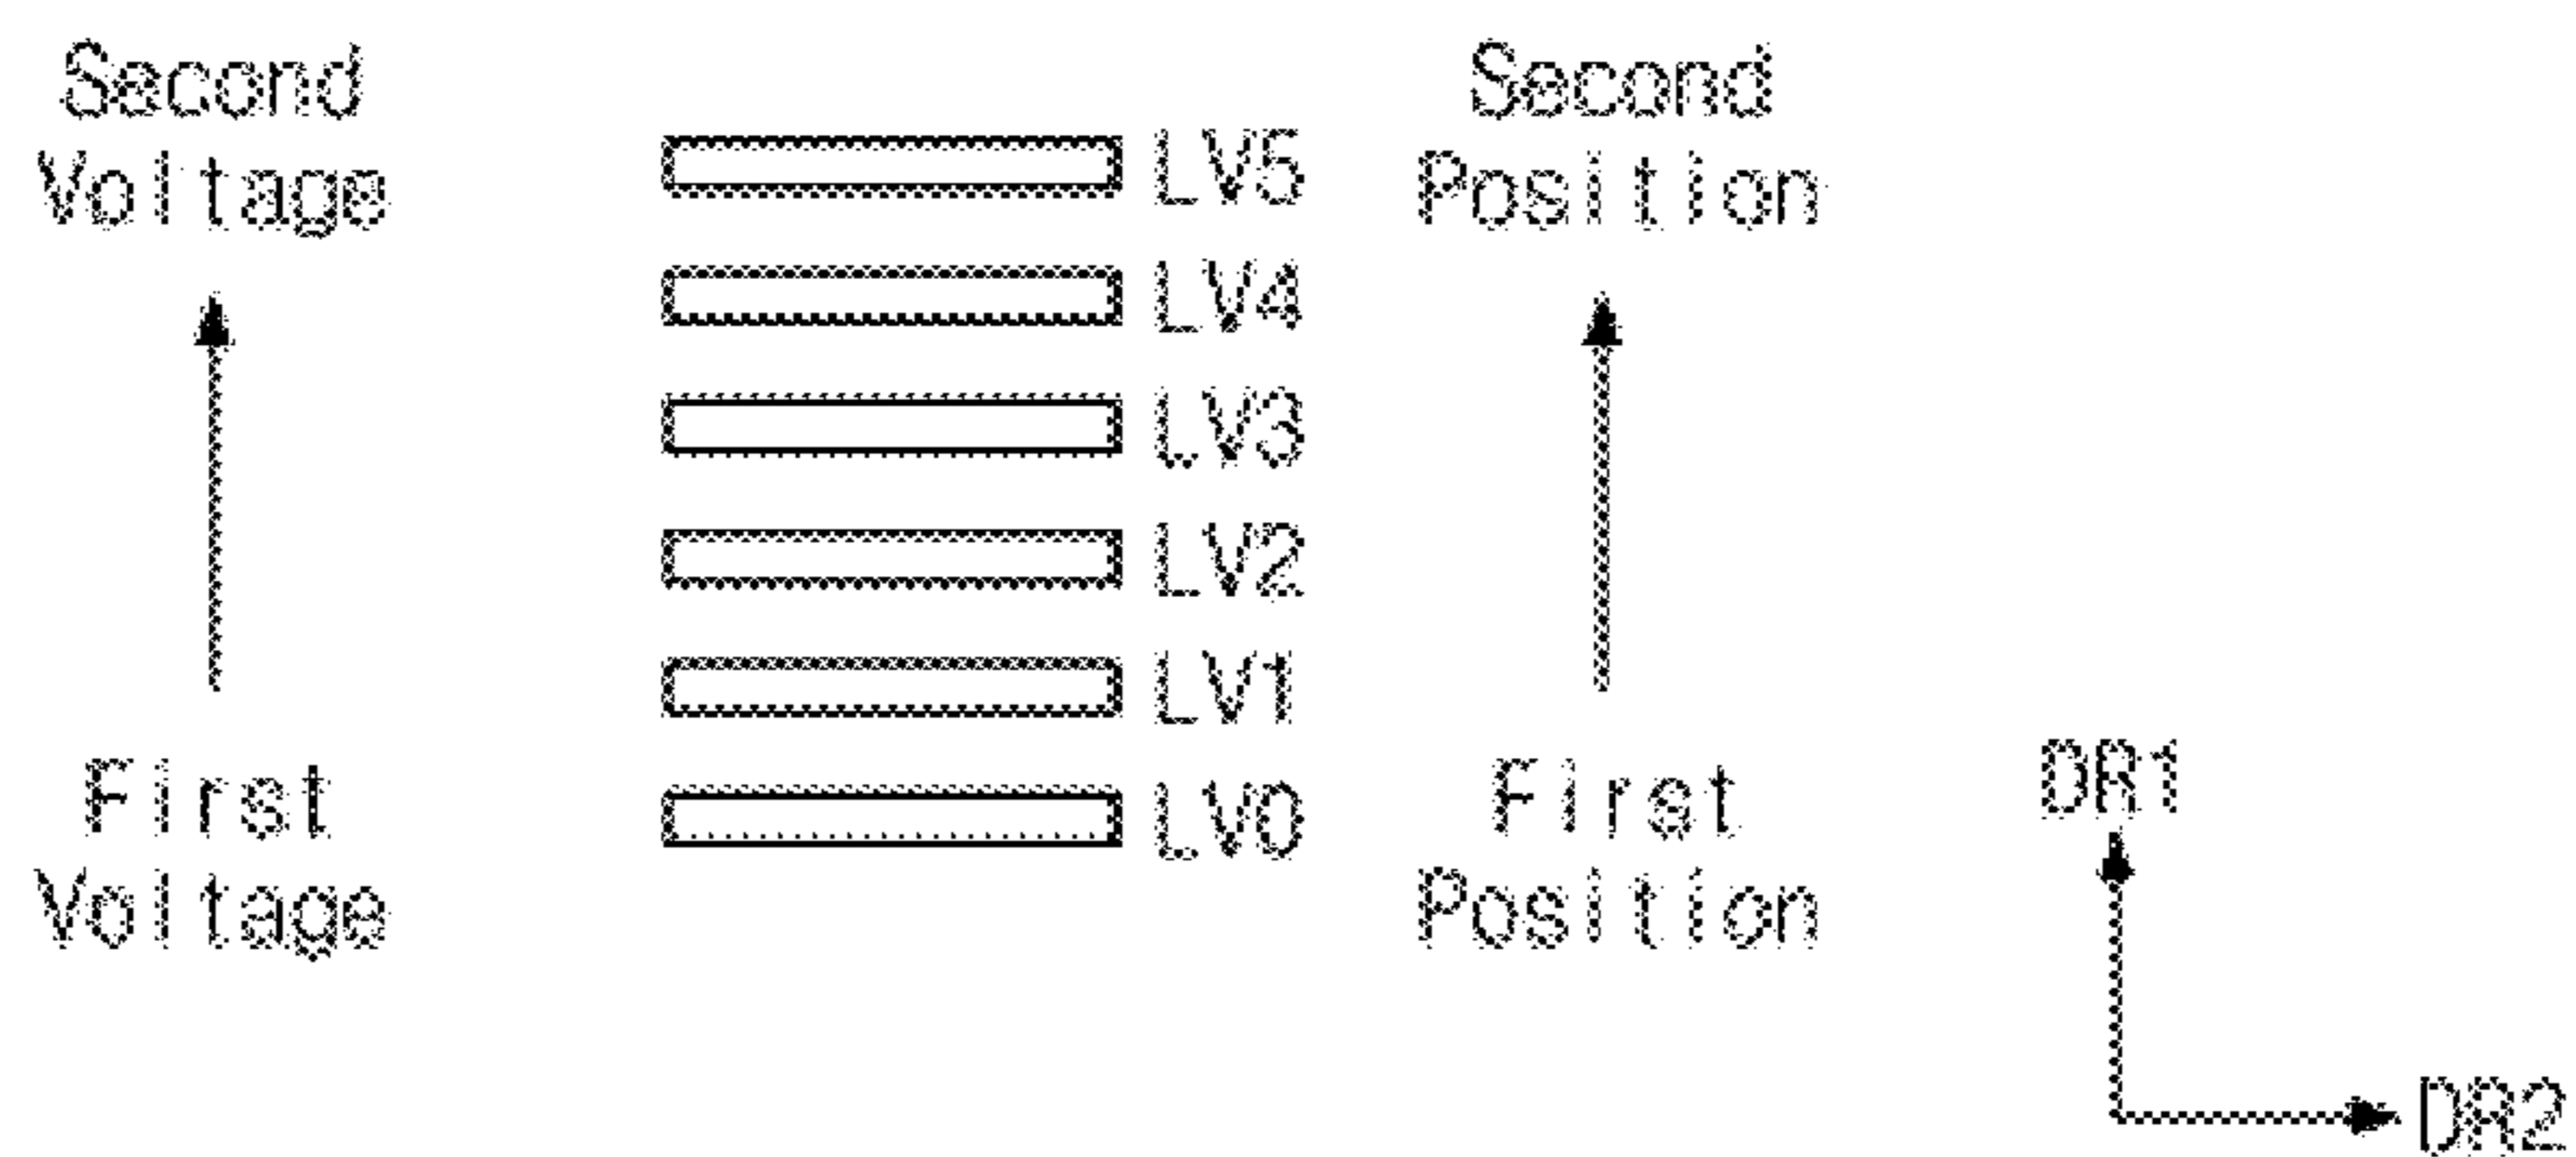 Second
Voltage
LV5
LV4
LV3
LV2
LV1
LV0
First
Voltage
Second
Position
First
Position
DR1
DR2